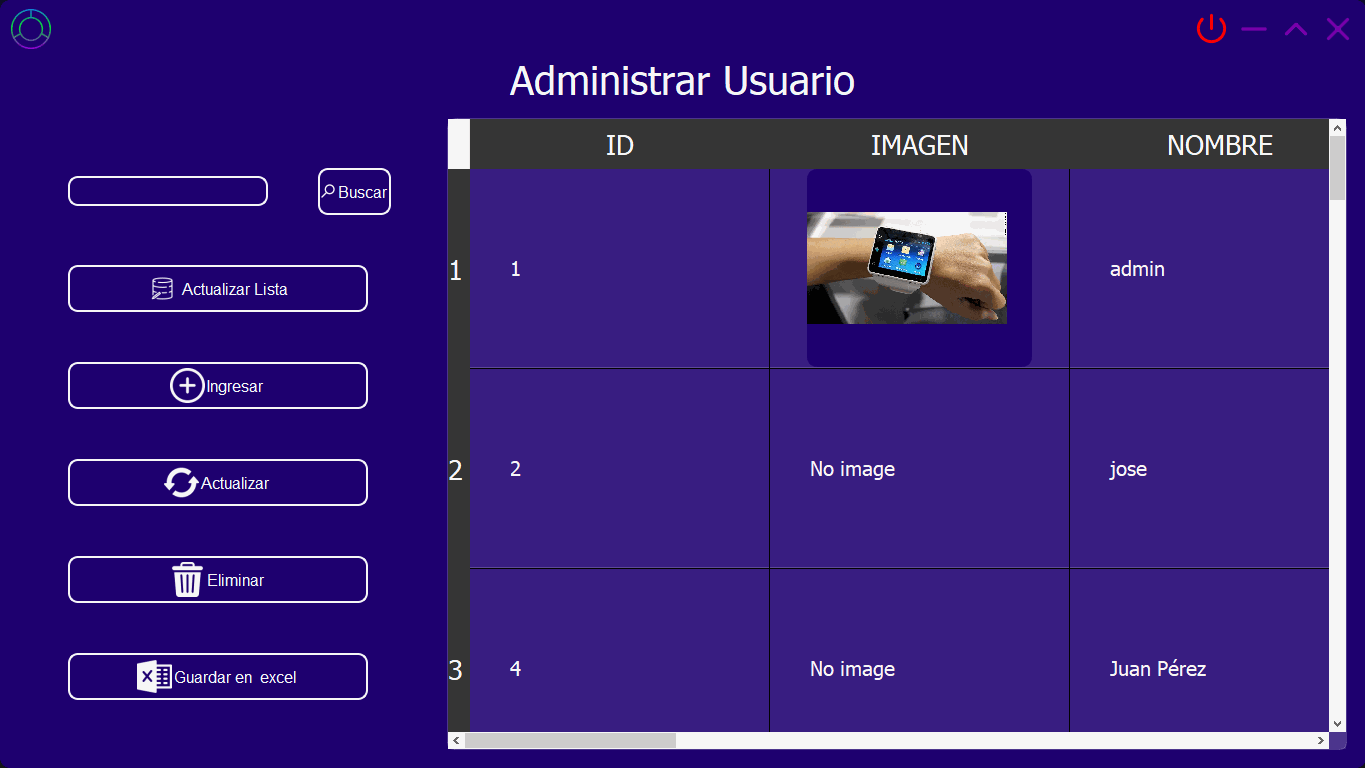 Administrar Usuario
Buscar
Actualizar Lista
Ingresar
Actualizar
Eliminar
Guardar en excel
ID IMAGEN NOMBRE
1 1 admin
2 2 No image jose
3 4 No image Juan Pérez